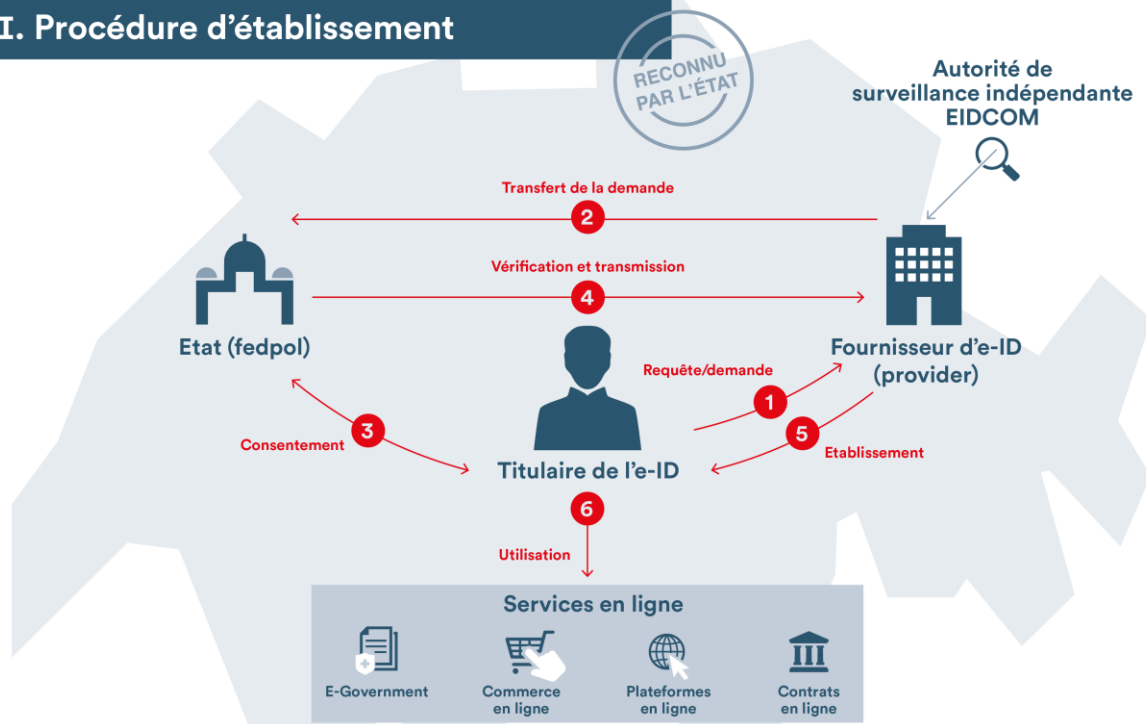 I. Procédure d’établissement
RECONNU
PAR L’ÉTAT
Autorité de
surveillance indépendante
EIDCOM
Transfert de la demande
2
Vérification et transmission
4
Etat (fedpol)
Fournisseur d’e-ID
(provider)
Requête/demande
1
3
Consentement
5
Etablissement
Titulaire de l’e-ID
6
Utilisation
Services en ligne
E-Government
Commerce
en ligne
Plateformes
en ligne
Contrats
en ligne